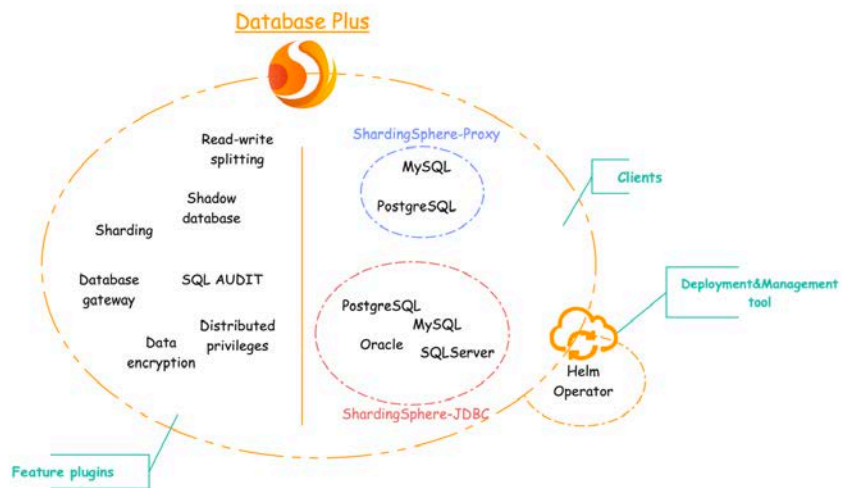 Database Plus
Read-write
splitting
Shadow
database
Sharding
Database
gateway
SQL AUDIT
Distributed
privileges
Data
encryption
Feature plugins
ShardingSphere-Proxy
MySQL
PostgreSQL
PostgreSQL
MySQL
Oracle
SQLServer
ShardingSphere-JDBC
Clients
Deployment&Management
tool
Helm
Operator